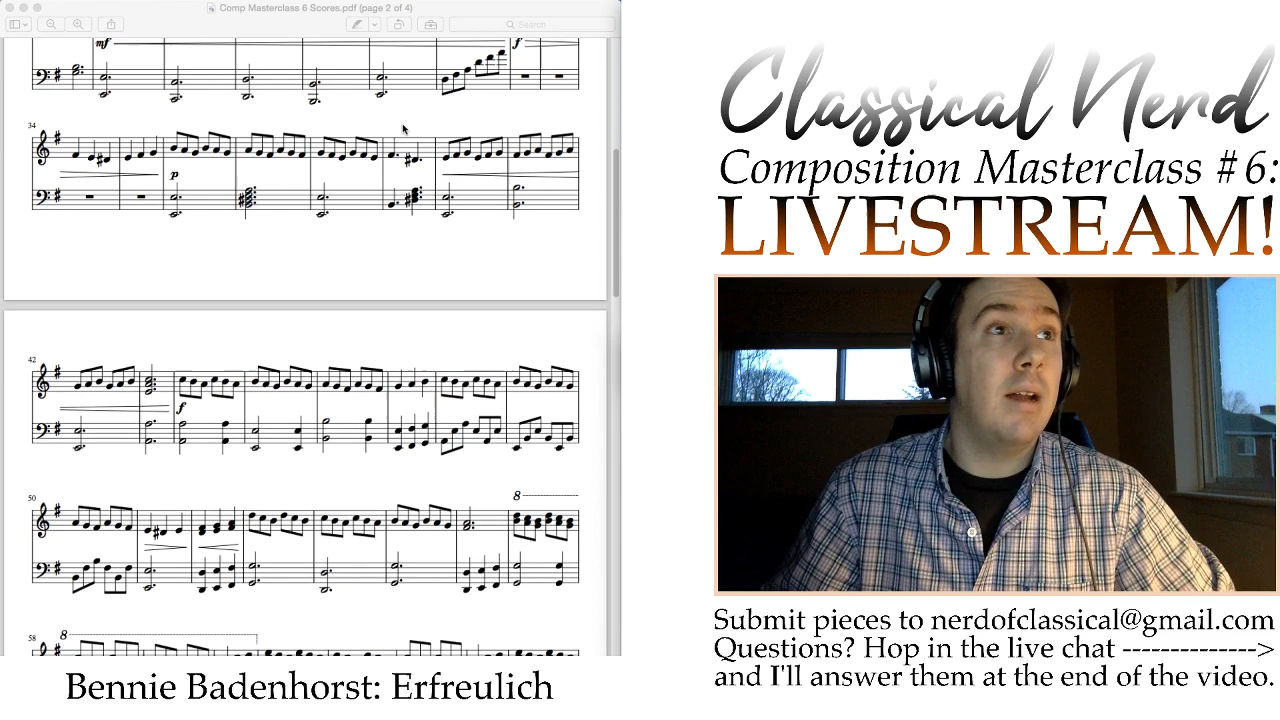 Comp Masterclass 6 Scores.pdf (page 2 of 4)
Search
mf
f
34
p
42
f
50
8
58
8
Bennie Badenhorst: Erfreulich
Classical Nerd
Composition Masterclass #6:
LIVESTREAM!
Submit pieces to nerdofclassical@gmail.com
Questions? Hop in the live chat -------------->
and I'll answer them at the end of the video.